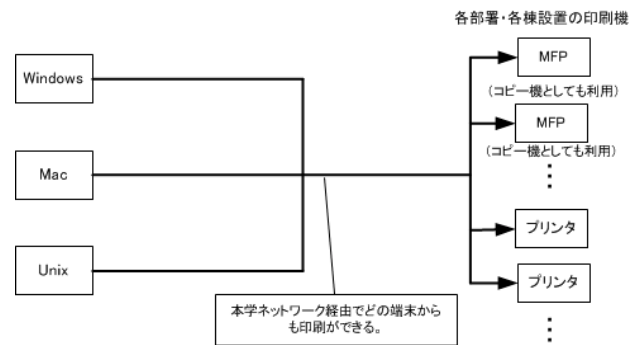 各部署・各棟設置の印刷機
MFP
Windows
(コピー機としても利用)
MFP
(コピー機としても利用)
Mac
プリンタ
Unix
プリンタ
本学ネットワーク経由でどの端末から
も印刷ができる。